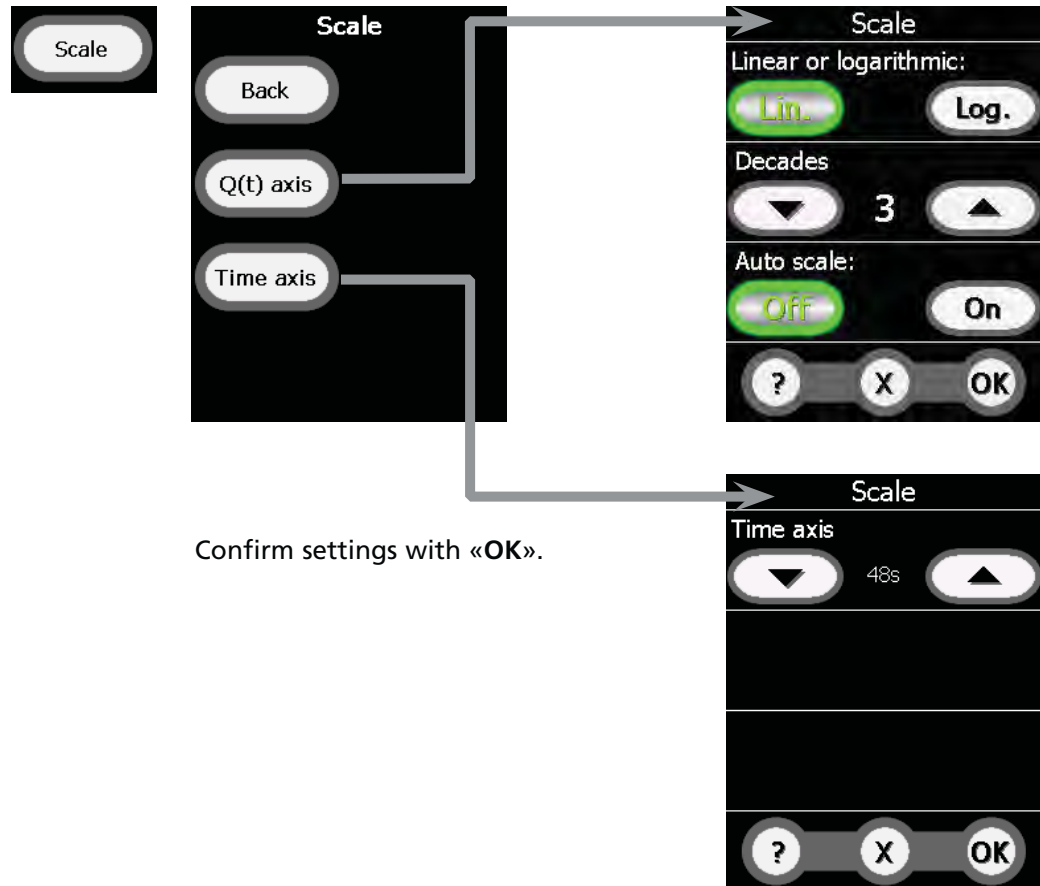 Scale
Scale
Back
Q(t) axis
Time axis
Scale
Linear or logarithmic:
Lin. Log.
Decades
3
Auto scale:
Off On
? X OK
Confirm settings with «OK».
Scale
Time axis
48s
? X OK